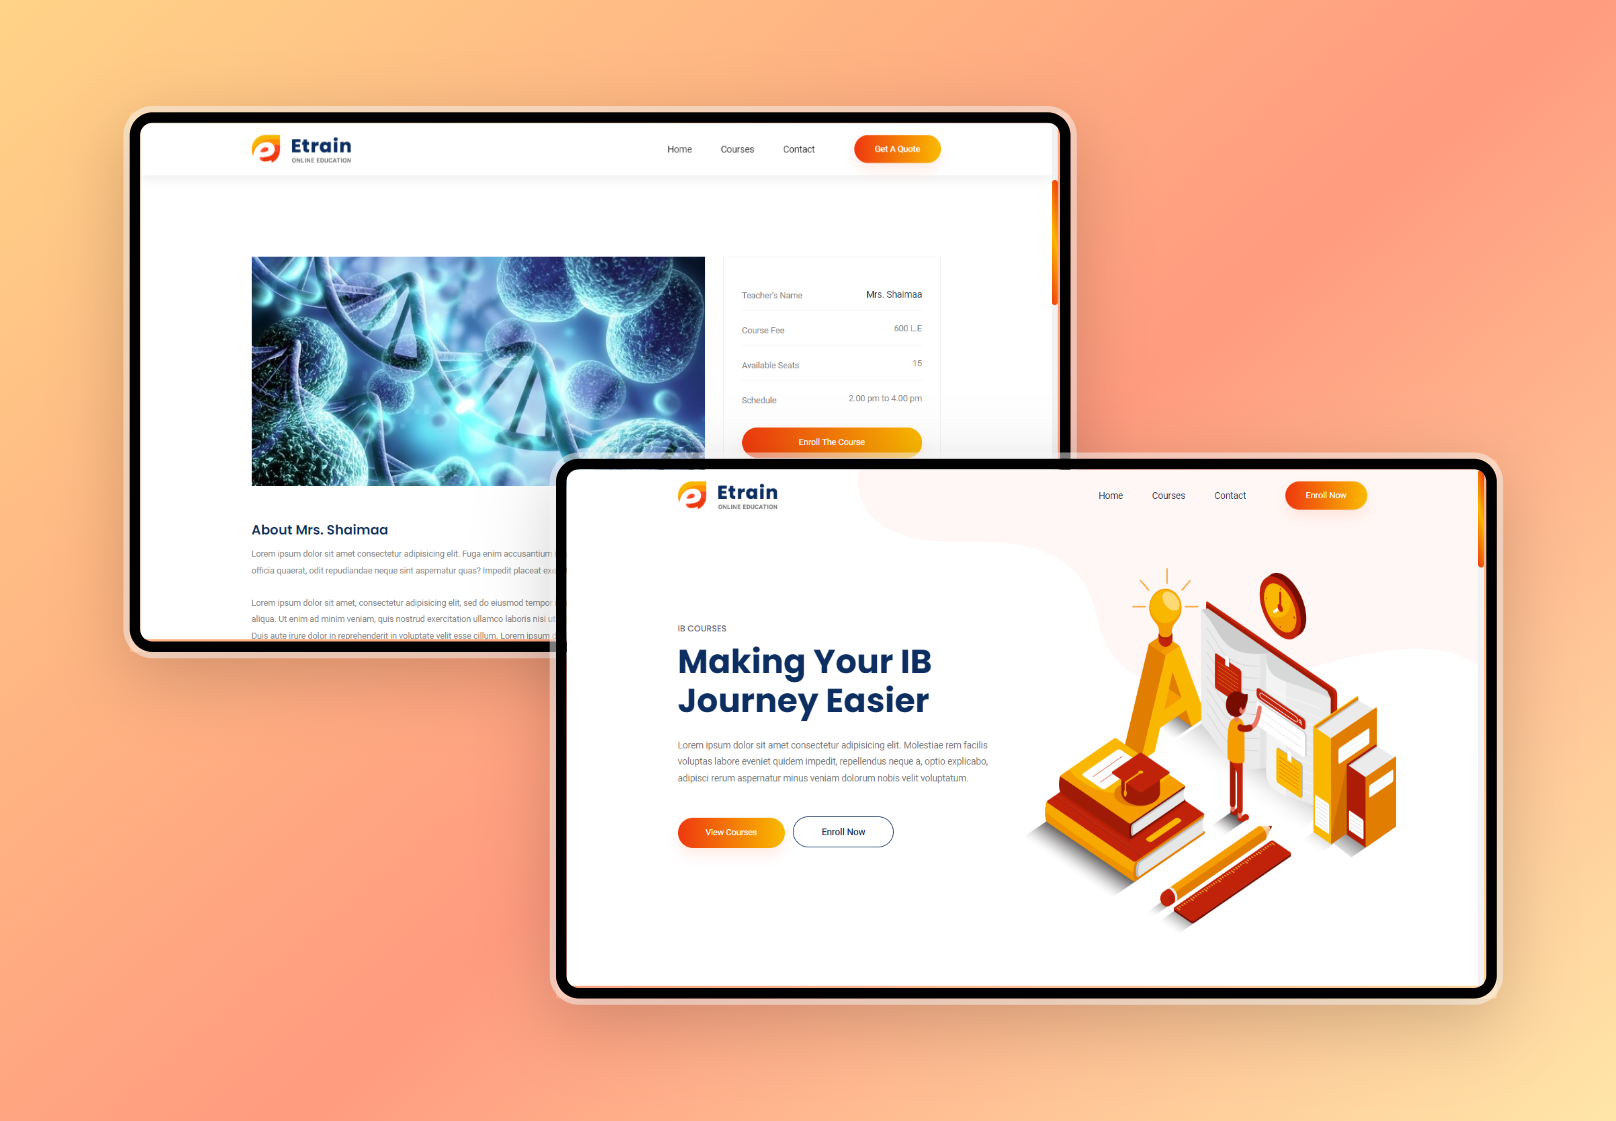 Etrain
ONLINE EDUCATION
Home Courses Contact Get A Quote
Teacher's Name Mrs. Shaimaa
Course Fee 600 L.E
Available Seats 15
Schedule 2.00 pm to 4.00 pm
Enroll The Course
About Mrs. Shaimaa
Lorem ipsum dolor sit amet consectetur adipisicing elit. Fuga enim accusantium
officia quaerat, odit repudiandae neque sint aspernatur quas? Impedit placeat
Lorem ipsum dolor sit amet, consectetur adipisicing elit, sed do eiusmod tempor
aliqua. Ut enim ad minim veniam, quis nostrud exercitation ullamco laboris nisi
Duis aute irure dolor in reprehenderit in voluptate velit esse cillum. Lorem ipsum
Etrain
ONLINE EDUCATION
Home Courses Contact Enroll Now
IB COURSES
Making Your IB
Journey Easier
Lorem ipsum dolor sit amet consectetur adipisicing elit. Molestiae rem facilis
voluptas labore eveniet quidem impedit, repellendus neque a, optio explicabo,
adipisci rerum aspernatur minus veniam dolorum nobis velit voluptatum.
View Courses Enroll Now